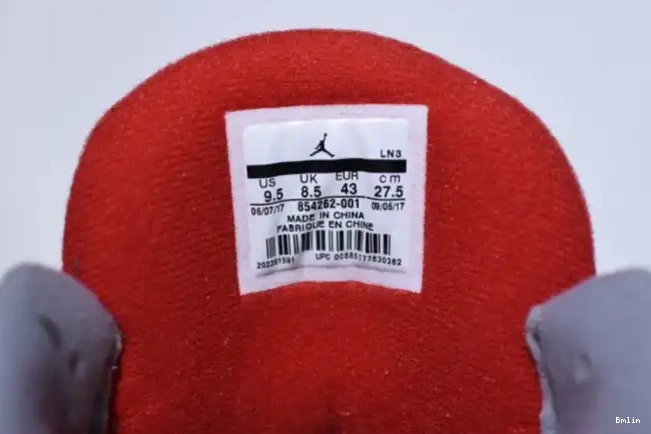 LN3
US UK EUR cm
9.5 8.5 43 27.5
06/07/17 854262-001 09/06/17
MADE IN CHINA
FABRIQUE EN CHINE
UPC
Bmlin